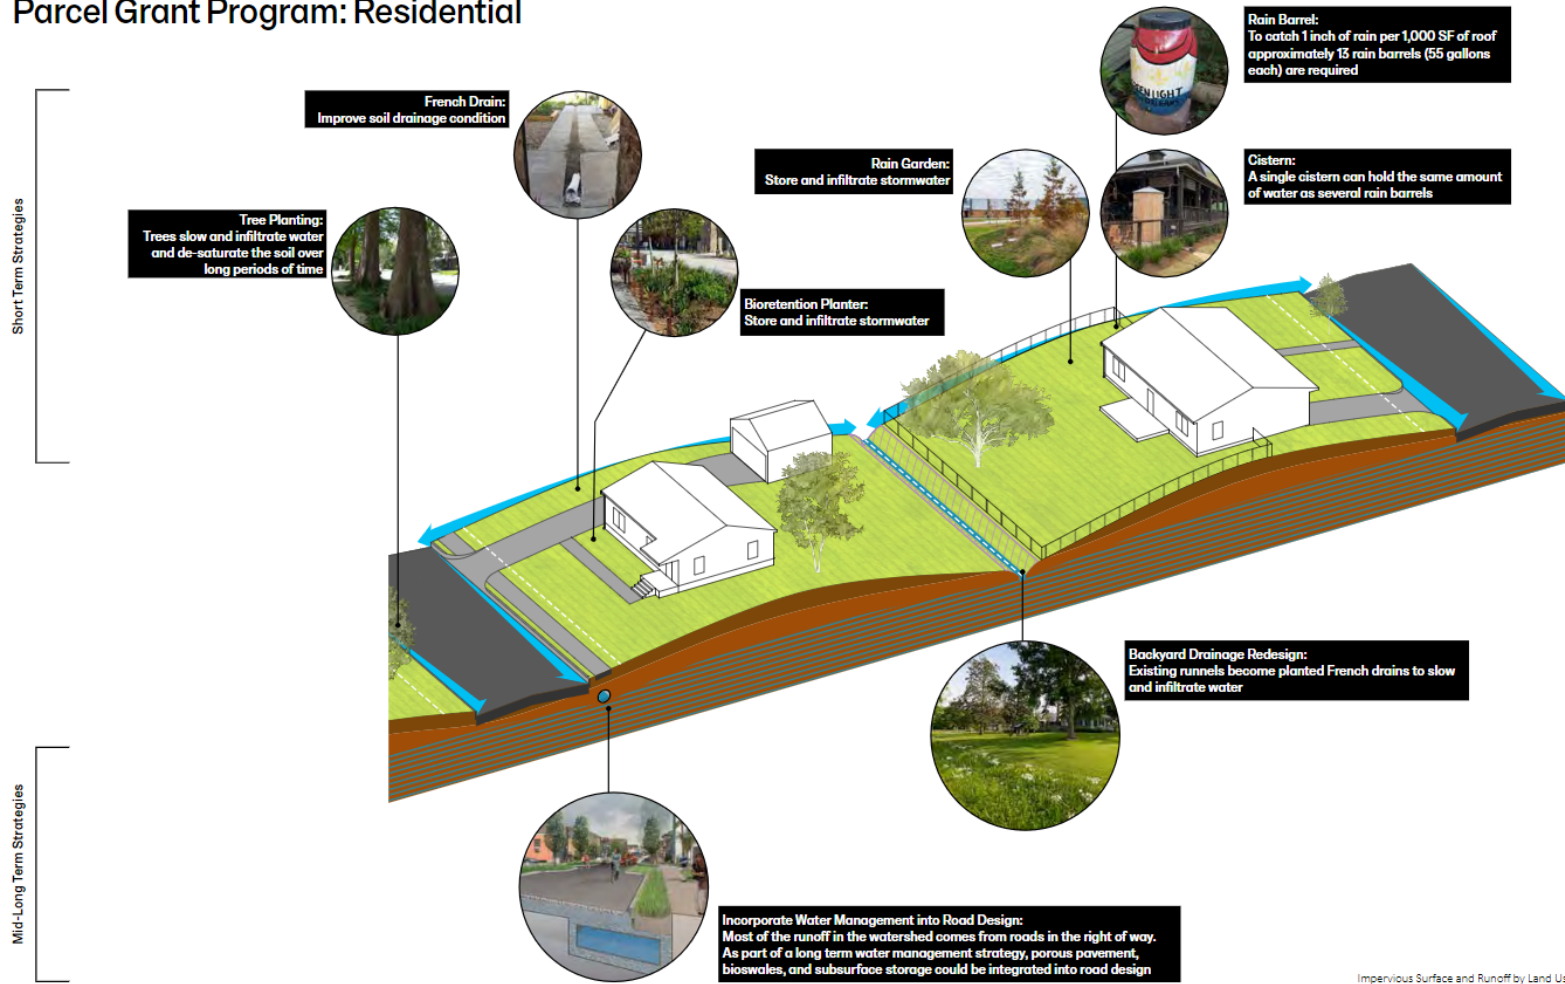 Parcel Grant Program: Residential
Rain Barrel:
To catch 1 inch of rain per 1,000 SF of roof
approximately 13 rain barrels (55 gallons
each) are required
French Drain:
Improve soil drainage condition
Rain Garden:
Store and infiltrate stormwater
Cistern:
A single cistern can hold the same amount
of water as several rain barrels
Tree Planting:
Trees slow and infiltrate water
and de-saturate the soil over
long periods of time
Bioretention Planter:
Store and infiltrate stormwater
Short Term Strategies
Backyard Drainage Redesign:
Existing runnels become planted French drains to slow
and infiltrate water
Mid-Long Term Strategies
Incorporate Water Management into Road Design:
Most of the runoff in the watershed comes from roads in the right of way.
As part of a long term water management strategy, porous pavement,
bioswales, and subsurface storage could be integrated into road design
Impervious Surface and Runoff by Land Us